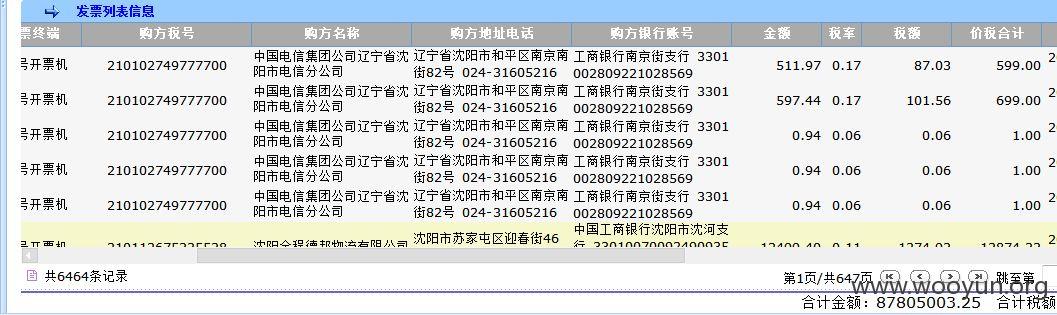 发票列表信息
票终端 购方税号 购方名称 购方地址电话 购方银行账号 金额 税率 税额 价税合计
号开票机 210102749777700 中国电信集团公司辽宁省沈阳市电信分公司 辽宁省沈阳市和平区南京南街82号 024-31605216 工商银行南京街支行 3301002809221028569 511.97 0.17 87.03 599.00 2
号开票机 210102749777700 中国电信集团公司辽宁省沈阳市电信分公司 辽宁省沈阳市和平区南京南街82号 024-31605216 工商银行南京街支行 3301002809221028569 597.44 0.17 101.56 699.00 2
号开票机 210102749777700 中国电信集团公司辽宁省沈阳市电信分公司 辽宁省沈阳市和平区南京南街82号 024-31605216 工商银行南京街支行 3301002809221028569 0.94 0.06 0.06 1.00 2
号开票机 210102749777700 中国电信集团公司辽宁省沈阳市电信分公司 辽宁省沈阳市和平区南京南街82号 024-31605216 工商银行南京街支行 3301002809221028569 0.94 0.06 0.06 1.00 2
号开票机 210102749777700 中国电信集团公司辽宁省沈阳市电信分公司 辽宁省沈阳市和平区南京南街82号 024-31605216 工商银行南京街支行 3301002809221028569 0.94 0.06 0.06 1.00 2
号开票机 沈阳市苏家屯区迎春街46 中国工商银行沈阳市沈河支行
共6464条记录 第1页/共647页 跳至第
www.wooyun.org
合计金额：87805003.25 合计税额